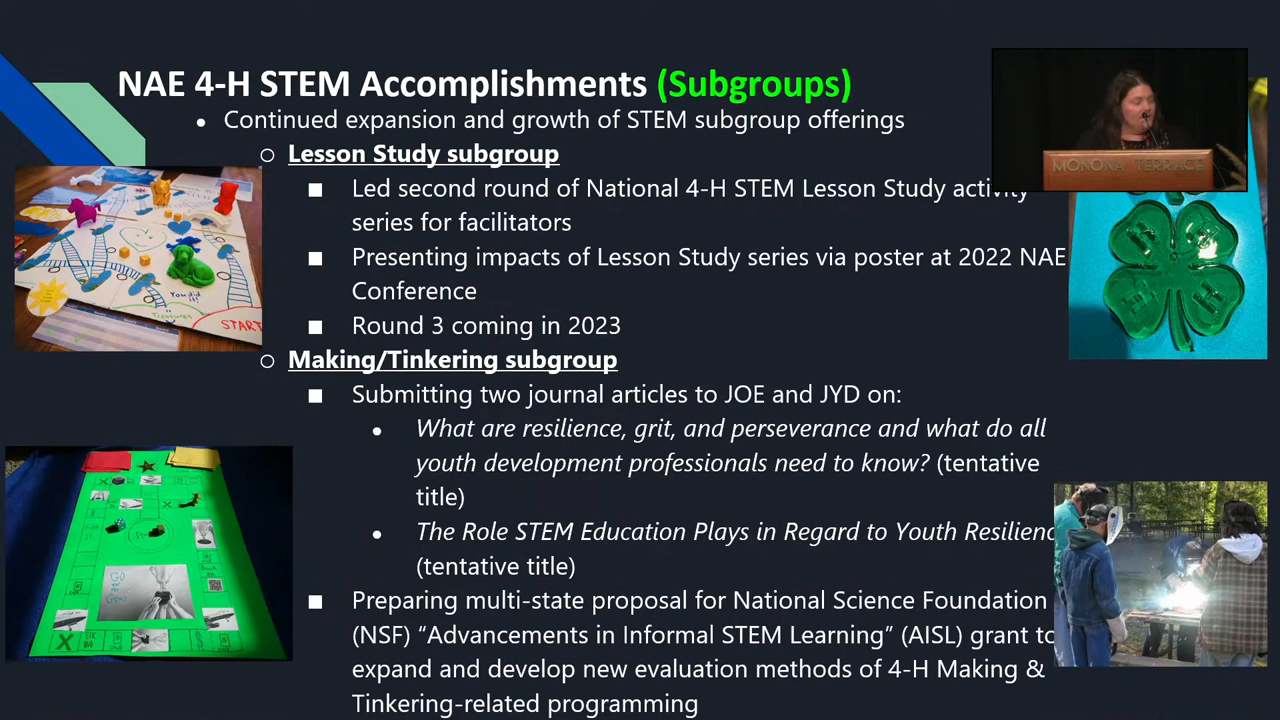 NAE 4-H STEM Accomplishments (Subgroups)
• Continued expansion and growth of STEM subgroup offerings
○ Lesson Study subgroup
■ Led second round of National 4-H STEM Lesson Study activity
series for facilitators
■ Presenting impacts of Lesson Study series via poster at 2022 NAE
Conference
■ Round 3 coming in 2023
○ Making/Tinkering subgroup
■ Submitting two journal articles to JOE and JYD on:
• What are resilience, grit, and perseverance and what do all
youth development professionals need to know? (tentative
title)
• The Role STEM Education Plays in Regard to Youth Resilienc
(tentative title)
■ Preparing multi-state proposal for National Science Foundation
(NSF) “Advancements in Informal STEM Learning” (AISL) grant to
expand and develop new evaluation methods of 4-H Making &
Tinkering-related programming
MONONA TERRACE
You did
it!
START
H
H
X